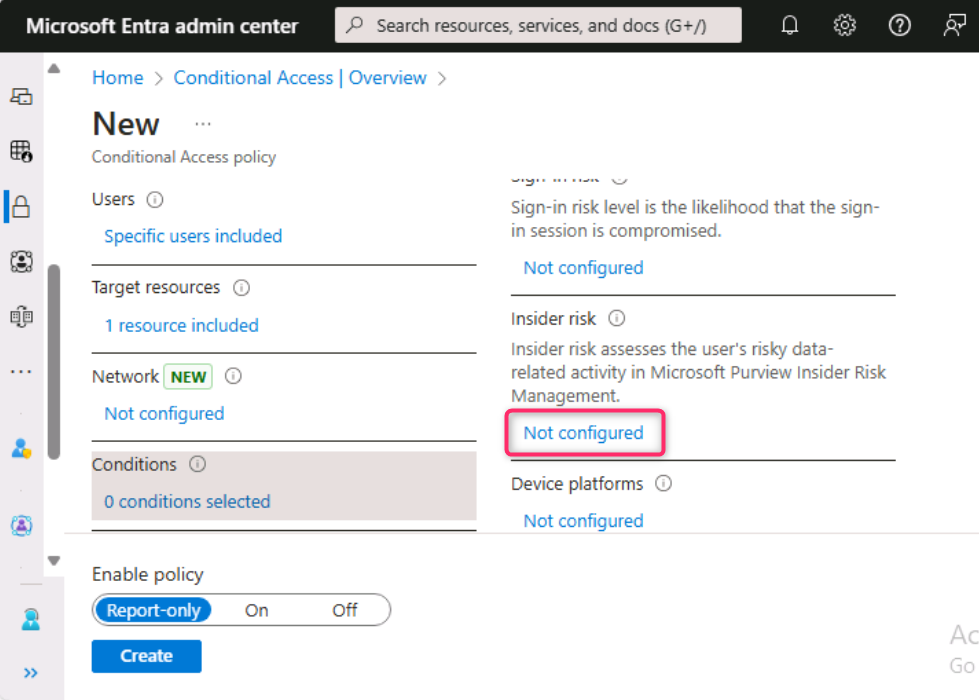 Microsoft Entra admin center
Search resources, services, and docs (G+/)
Home > Conditional Access | Overview >
New ...
Conditional Access policy
Users
Specific users included
Target resources
1 resource included
Network NEW
Not configured
Conditions
0 conditions selected
Sign-in risk
Sign-in risk level is the likelihood that the sign-
in session is compromised.
Not configured
Insider risk
Insider risk assesses the user's risky data-
related activity in Microsoft Purview Insider Risk
Management.
Not configured
Device platforms
Not configured
Enable policy
Report-only On Off
Create
Ac
Go